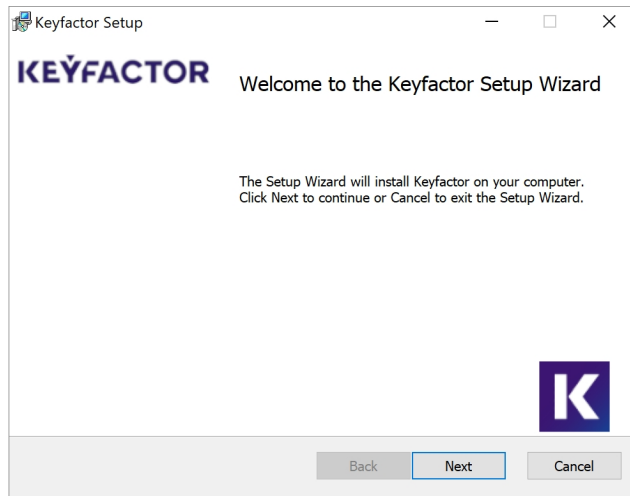 Keyfactor Setup
KEẎFACTOR
Welcome to the Keyfactor Setup Wizard
The Setup Wizard will install Keyfactor on your computer.
Click Next to continue or Cancel to exit the Setup Wizard.
K
Back
Next
Cancel